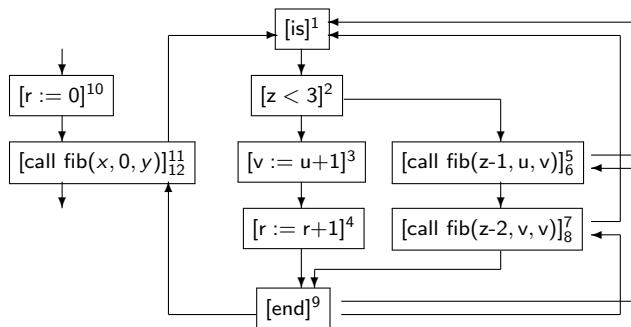 [is]¹
[r := 0]¹⁰
[z < 3]²
[call fib(x, 0, y)]¹¹₁₂
[v := u+1]³
[call fib(z-1, u, v)]⁵₆
[r := r+1]⁴
[call fib(z-2, v, v)]⁷₈
[end]⁹